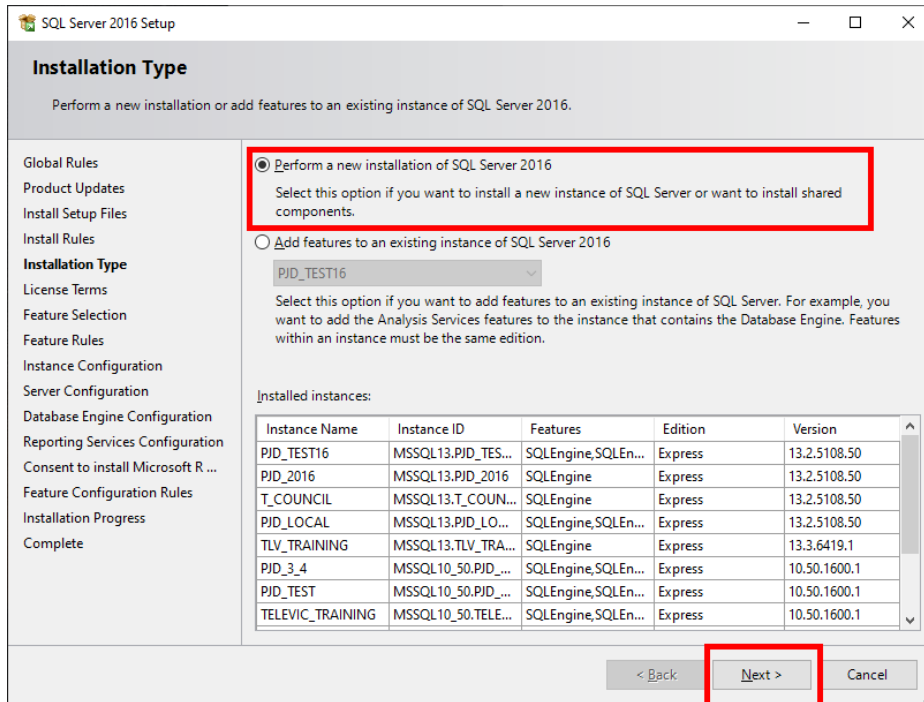 SQL Server 2016 Setup
Installation Type
Perform a new installation or add features to an existing instance of SQL Server 2016.
Global Rules
Product Updates
Install Setup Files
Install Rules
Installation Type
License Terms
Feature Selection
Feature Rules
Instance Configuration
Server Configuration
Database Engine Configuration
Reporting Services Configuration
Consent to install Microsoft R ...
Feature Configuration Rules
Installation Progress
Complete
Perform a new installation of SQL Server 2016
Select this option if you want to install a new instance of SQL Server or want to install shared
components.
Add features to an existing instance of SQL Server 2016
PJD_TEST16
Select this option if you want to add features to an existing instance of SQL Server. For example, you
want to add the Analysis Services features to the instance that contains the Database Engine. Features
within an instance must be the same edition.
Installed instances:
Instance Name Instance ID Features Edition Version
PJD_TEST16 MSSQL13.PJD_TES... SQLEngine,SQLEn... Express 13.2.5108.50
PJD_2016 MSSQL13.PJD_2016 SQLEngine Express 13.2.5108.50
T_COUNCIL MSSQL13.T_COUN... SQLEngine Express 13.2.5108.50
PJD_LOCAL MSSQL13.PJD_LO... SQLEngine,SQLEn... Express 13.2.5108.50
TLV_TRAINING MSSQL13.TLV_TRA... SQLEngine Express 13.3.6419.1
PJD_3_4 MSSQL10_50.PJD_... SQLEngine,SQLEn... Express 10.50.1600.1
PJD_TEST MSSQL10_50.PJD_... SQLEngine,SQLEn... Express 10.50.1600.1
TELEVIC_TRAINING MSSQL10_50.TELE... SQLEngine,SQLEn... Express 10.50.1600.1
< Back Next > Cancel